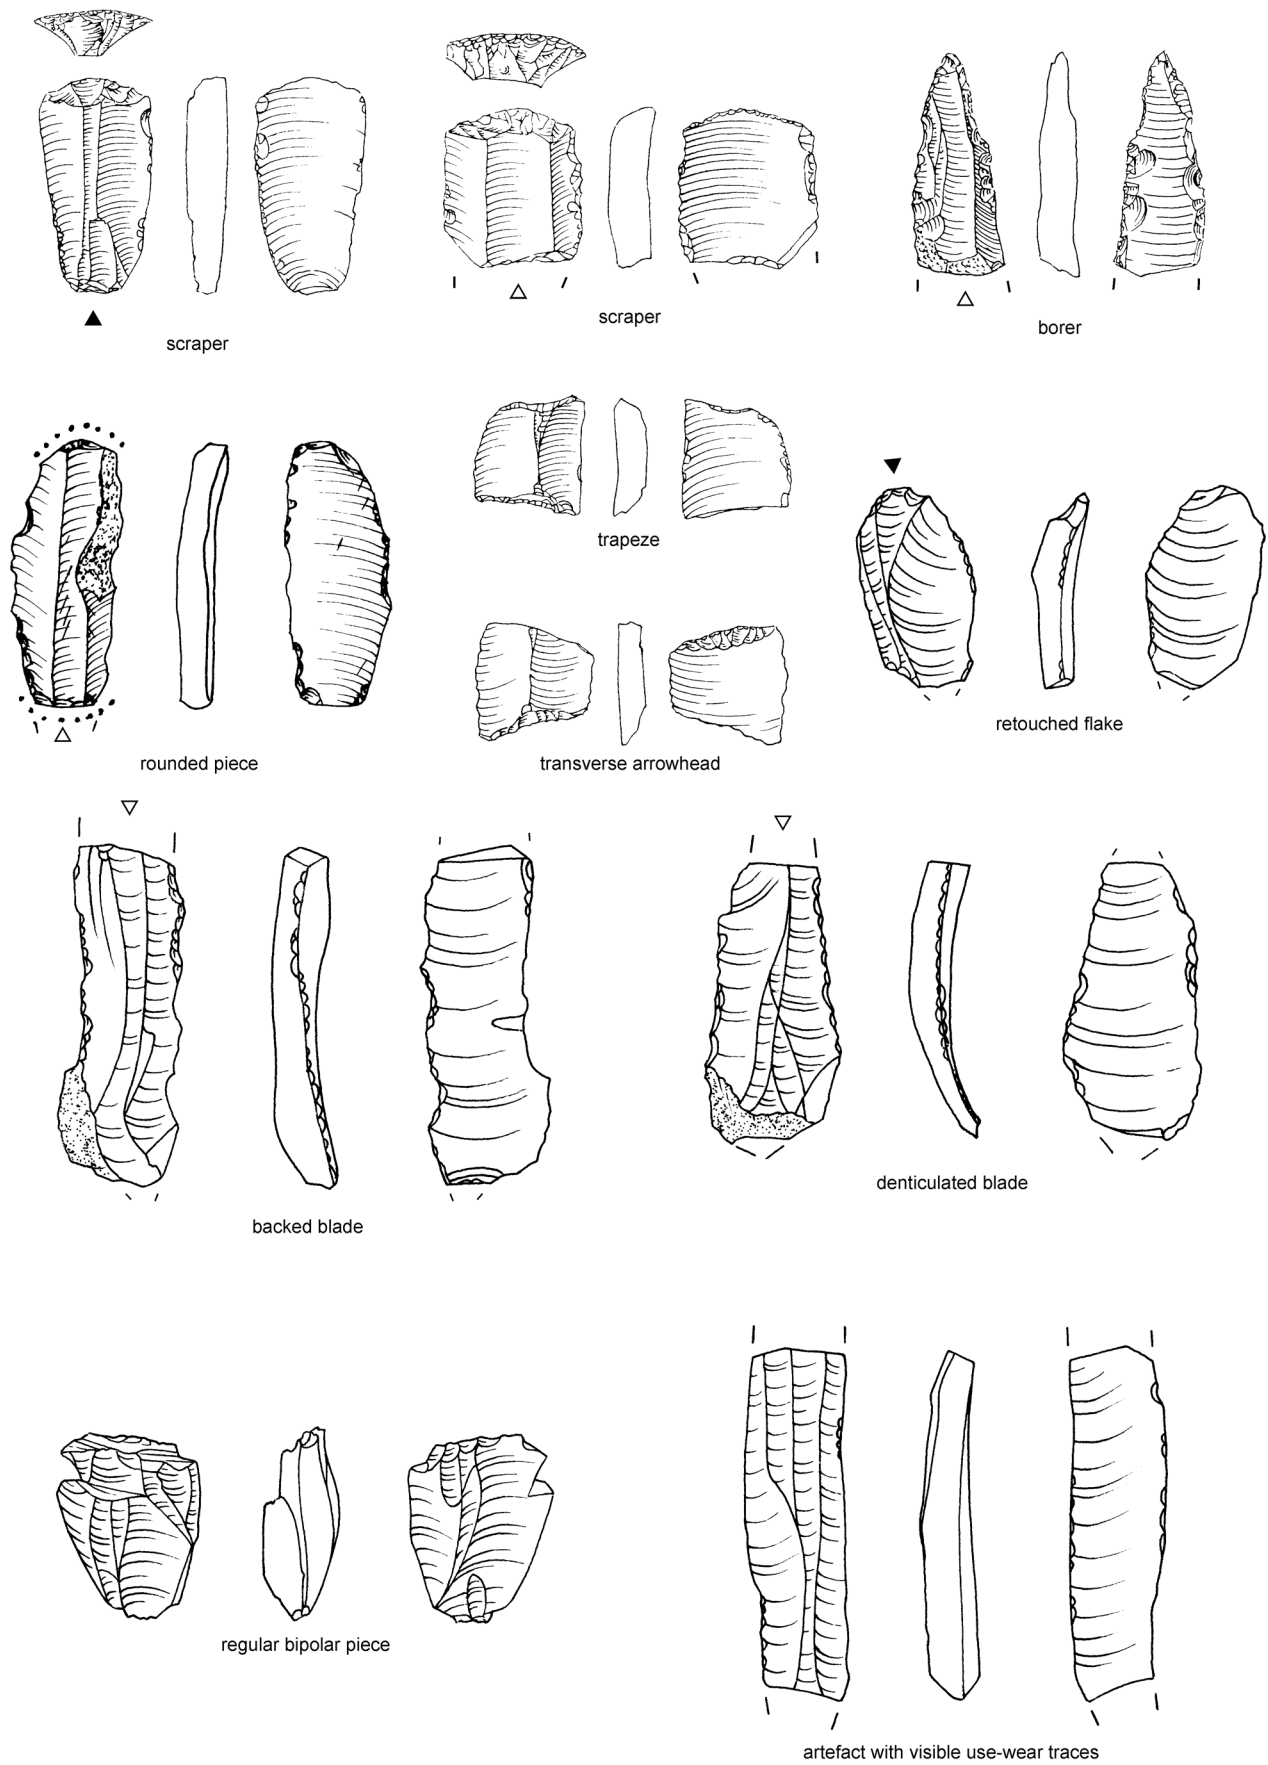 scraper
scraper
borer
trapeze
rounded piece
transverse arrowhead
retouched flake
backed blade
denticulated blade
regular bipolar piece
artefact with visible use-wear traces